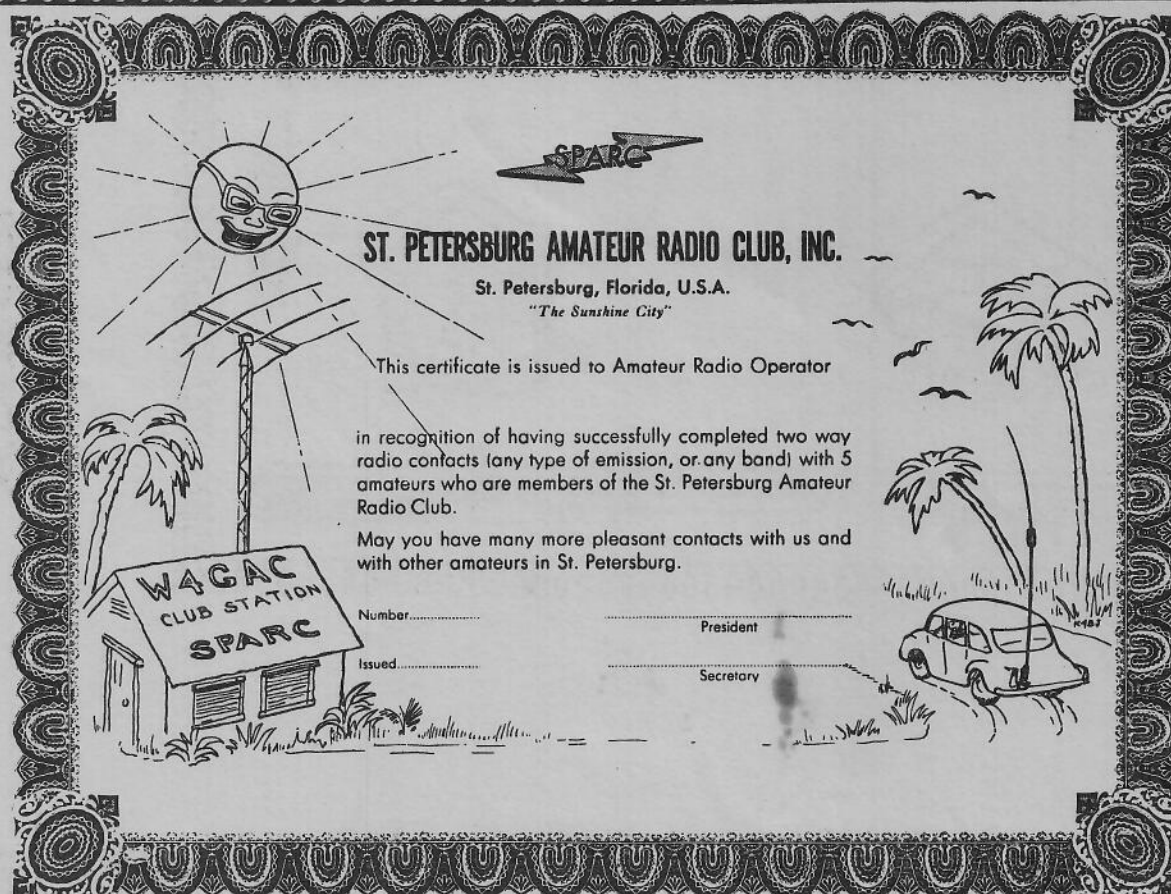 SPARC
ST. PETERSBURG AMATEUR RADIO CLUB, INC.
St. Petersburg, Florida, U.S.A.
"The Sunshine City"
This certificate is issued to Amateur Radio Operator
in recognition of having successfully completed two way
radio contacts (any type of emission, or any band) with 5
amateurs who are members of the St. Petersburg Amateur
Radio Club.
May you have many more pleasant contacts with us and
with other amateurs in St. Petersburg.
W4GAC
CLUB STATION
SPARC
Number
President
Issued
Secretary